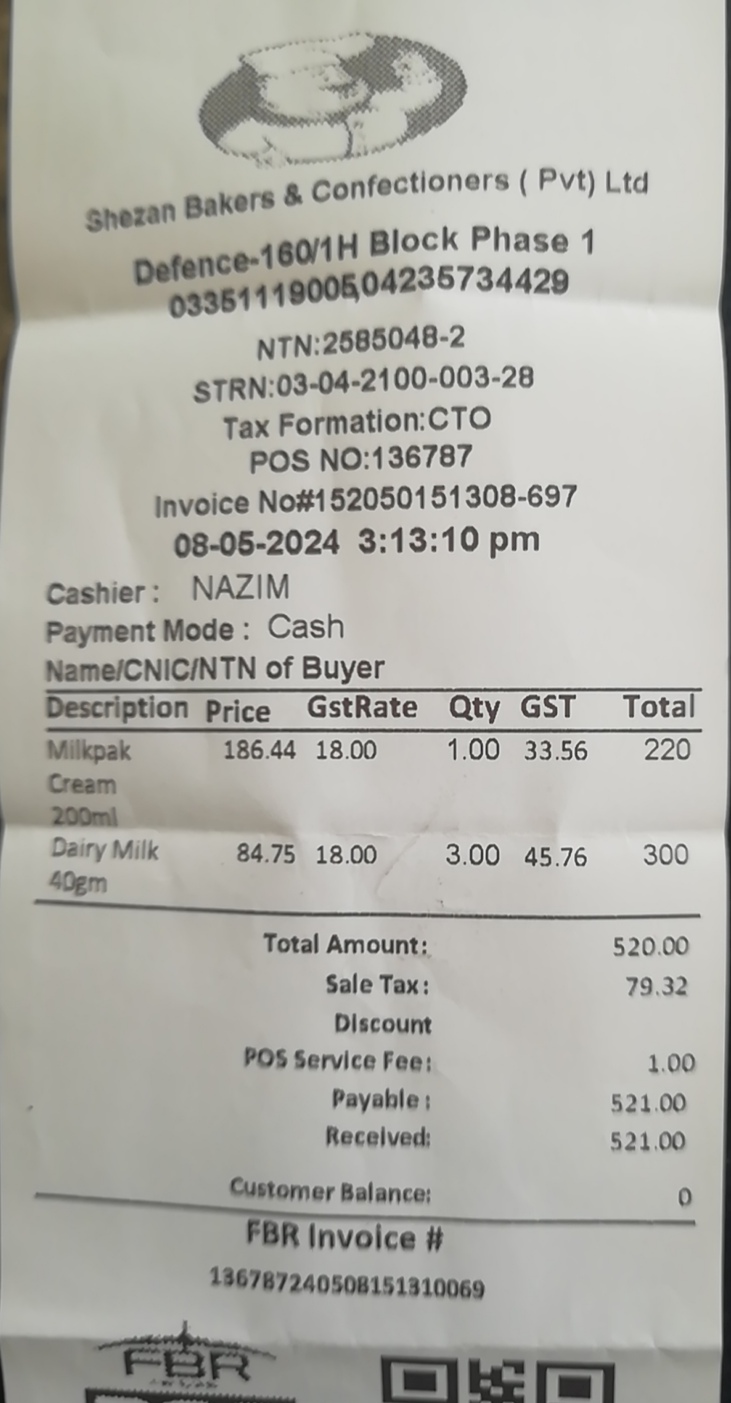 Shezan Bakers & Confectioners ( Pvt) Ltd
Defence-160/1H Block Phase 1
03351119005,04235734429
NTN:2585048-2
STRN:03-04-2100-003-28
Tax Formation:CTO
POS NO:136787
Invoice No#152050151308-697
08-05-2024 3:13:10 pm
Cashier : NAZIM
Payment Mode : Cash
Name/CNIC/NTN of Buyer
Description Price GstRate Qty GST Total
Milkpak 186.44 18.00 1.00 33.56 220
Cream
200ml
Dairy Milk 84.75 18.00 3.00 45.76 300
40gm
Total Amount: 520.00
Sale Tax: 79.32
Discount
POS Service Fee: 1.00
Payable : 521.00
Received: 521.00
Customer Balance: 0
FBR Invoice #
136787240508151310069
FBR